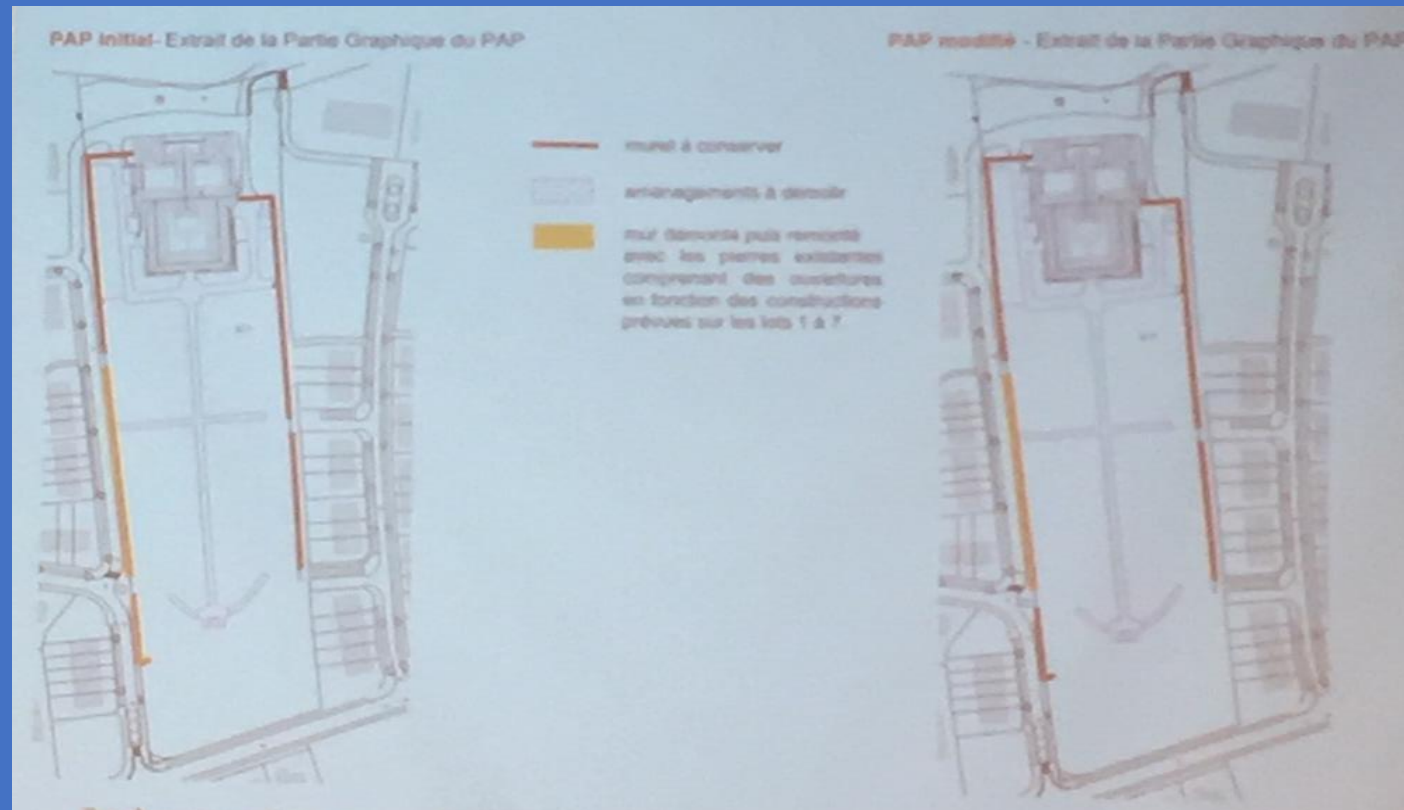 PAP initial- Extrait de la Partie Graphique du PAP
PAP modifié - Extrait de la Partie Graphique du PAP
muret à conserver
aménagements à démolir
mur démonté puis remonté
avec les pierres existantes
comprenant des ouvertures
en fonction des constructions
prévues sur les lots 1 à 7